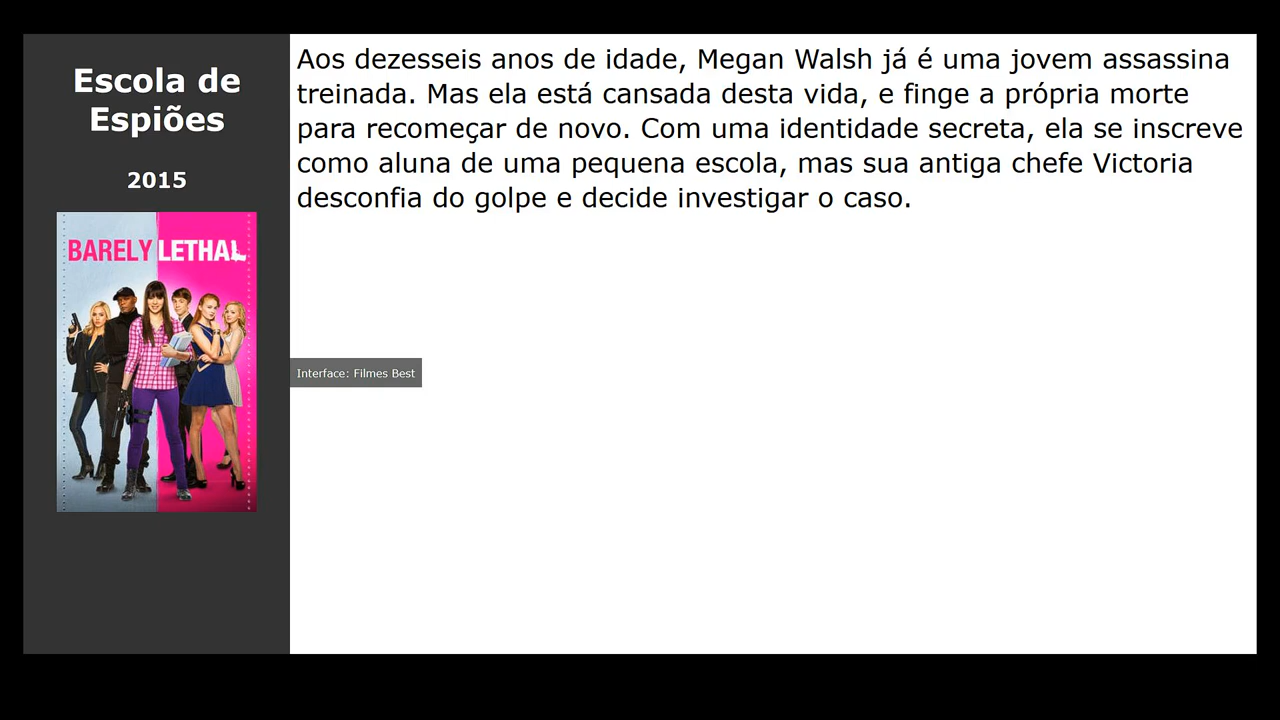 Escola de
Espiões
2015
BARELY LETHAL
Aos dezesseis anos de idade, Megan Walsh já é uma jovem assassina
treinada. Mas ela está cansada desta vida, e finge a própria morte
para recomeçar de novo. Com uma identidade secreta, ela se inscreve
como aluna de uma pequena escola, mas sua antiga chefe Victoria
desconfia do golpe e decide investigar o caso.
Interface: Filmes Best